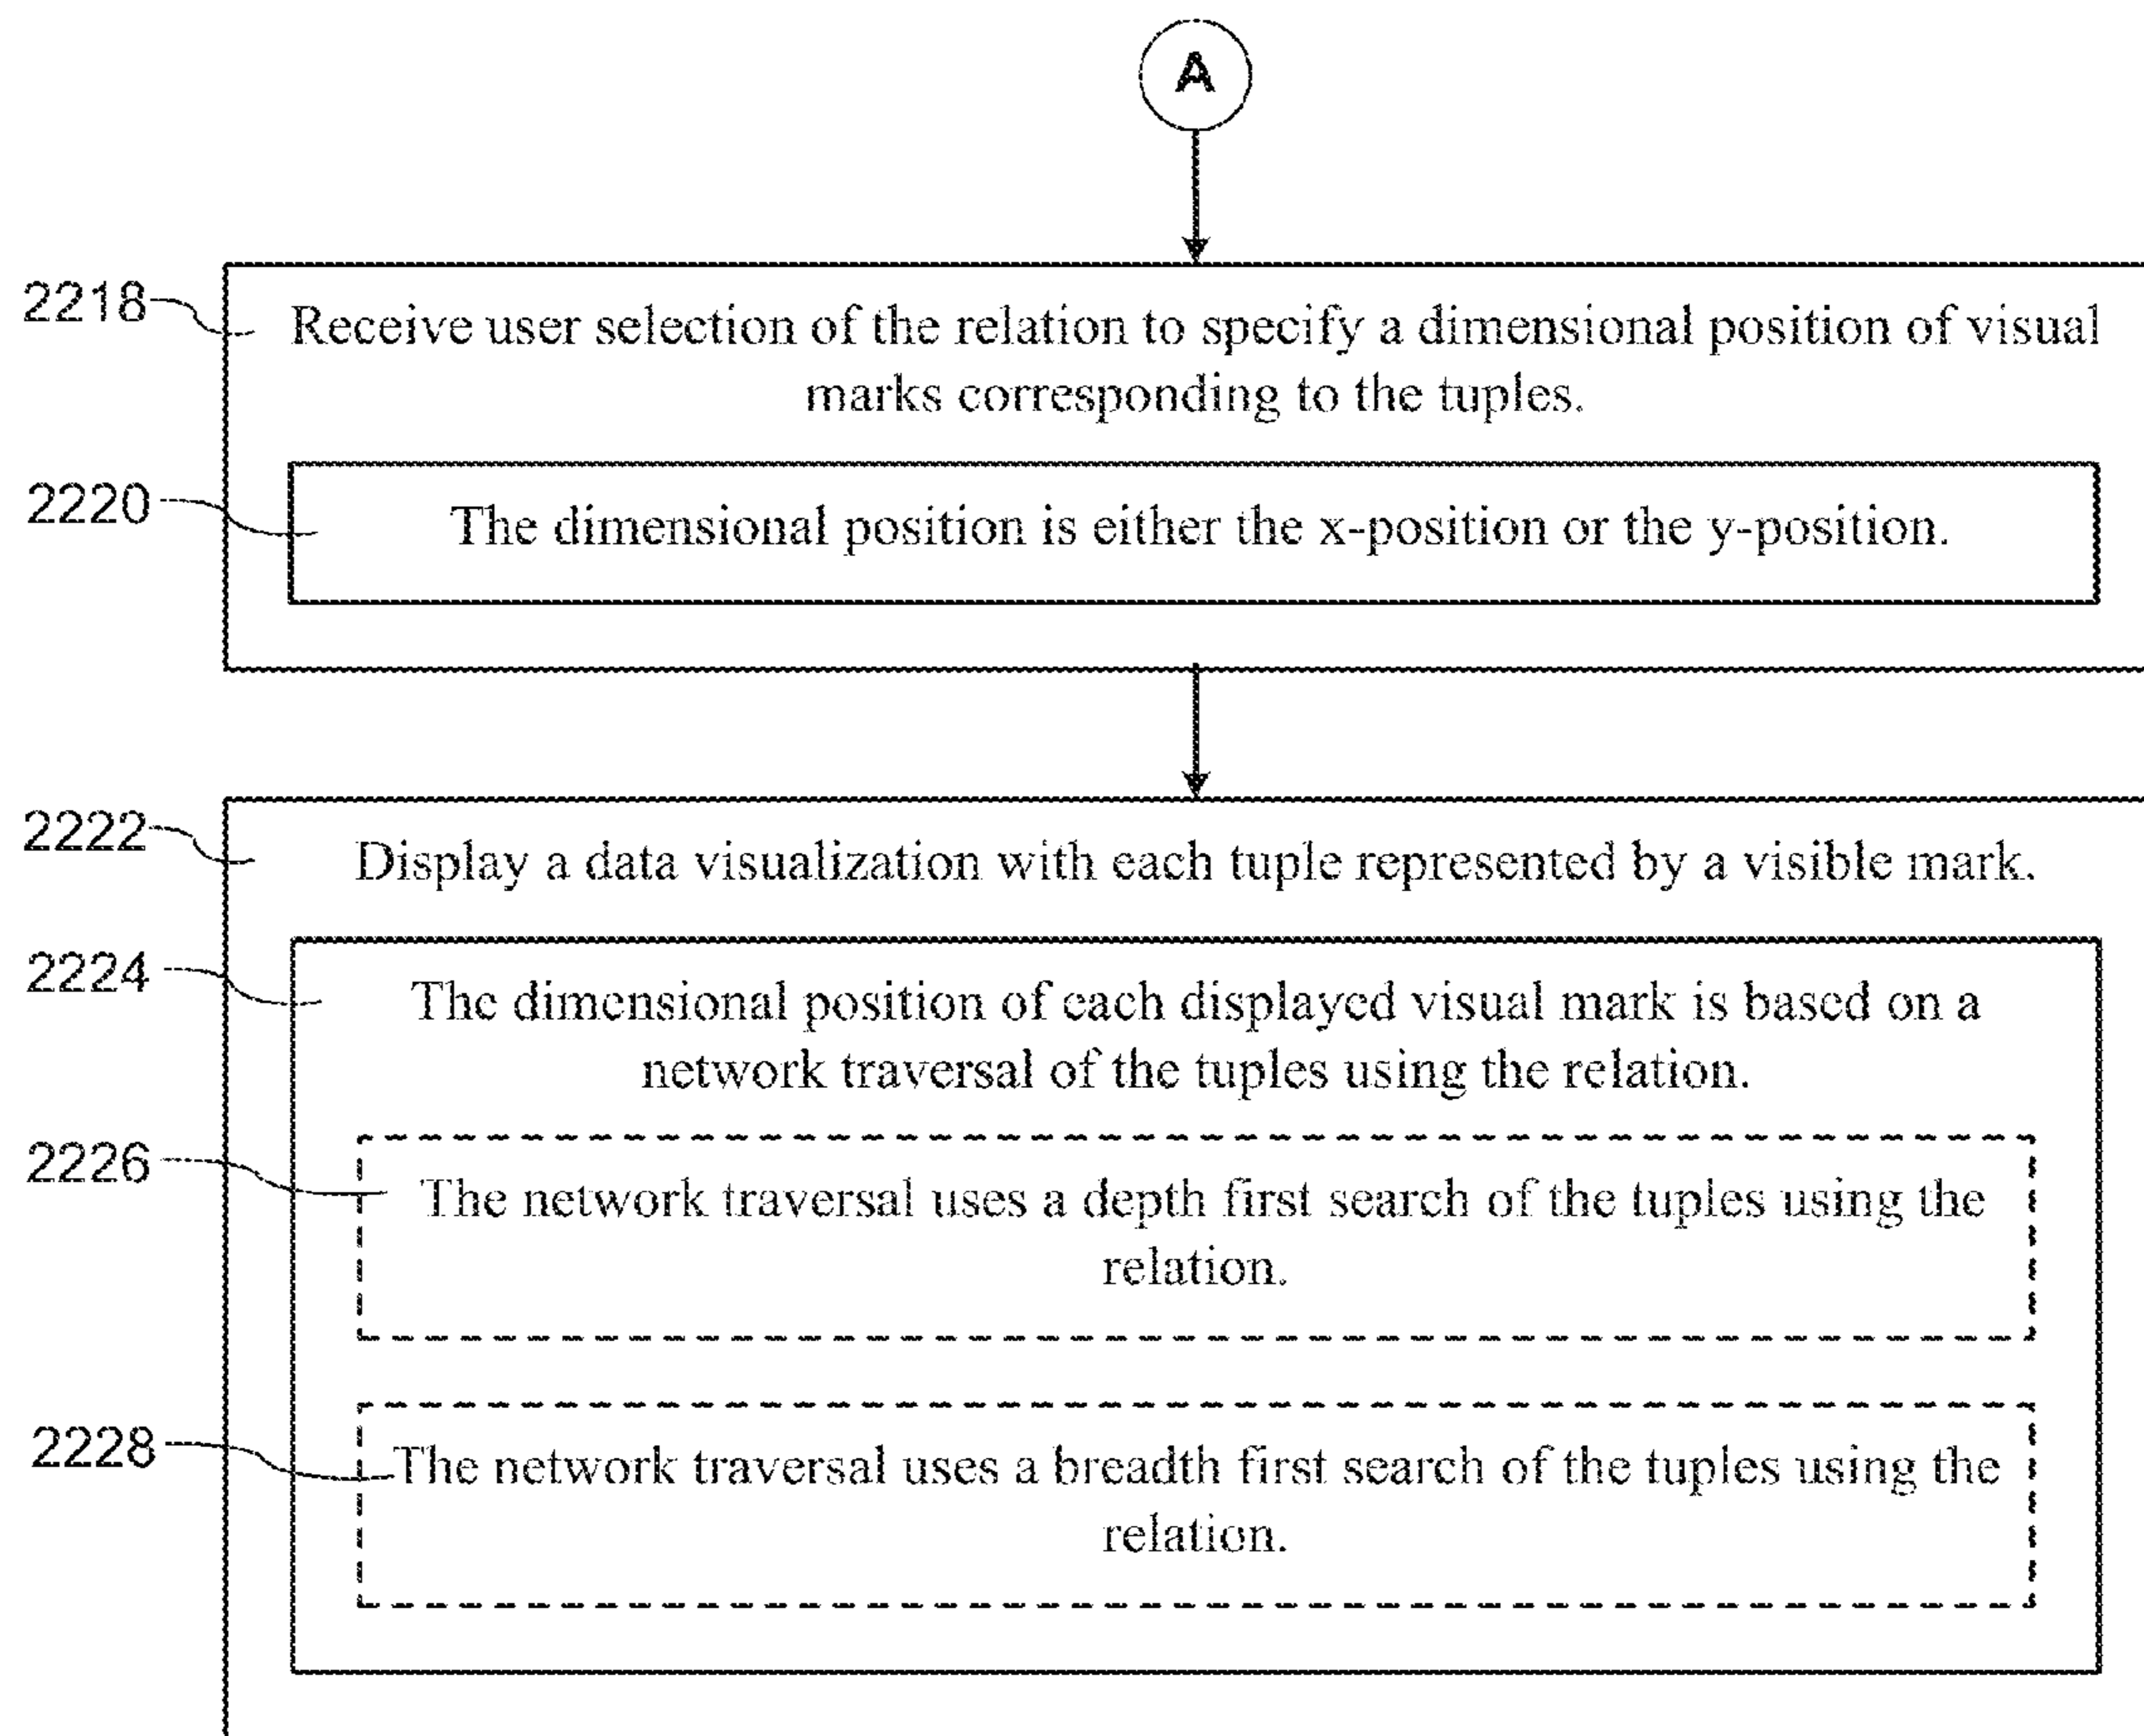 A
2218
Receive user selection of the relation to specify a dimensional position of visual
marks corresponding to the tuples.
2220
The dimensional position is either the x-position or the y-position.
2222
Display a data visualization with each tuple represented by a visible mark.
2224
The dimensional position of each displayed visual mark is based on a
network traversal of the tuples using the relation.
2226
The network traversal uses a depth first search of the tuples using the
relation.
2228
The network traversal uses a breadth first search of the tuples using the
relation.